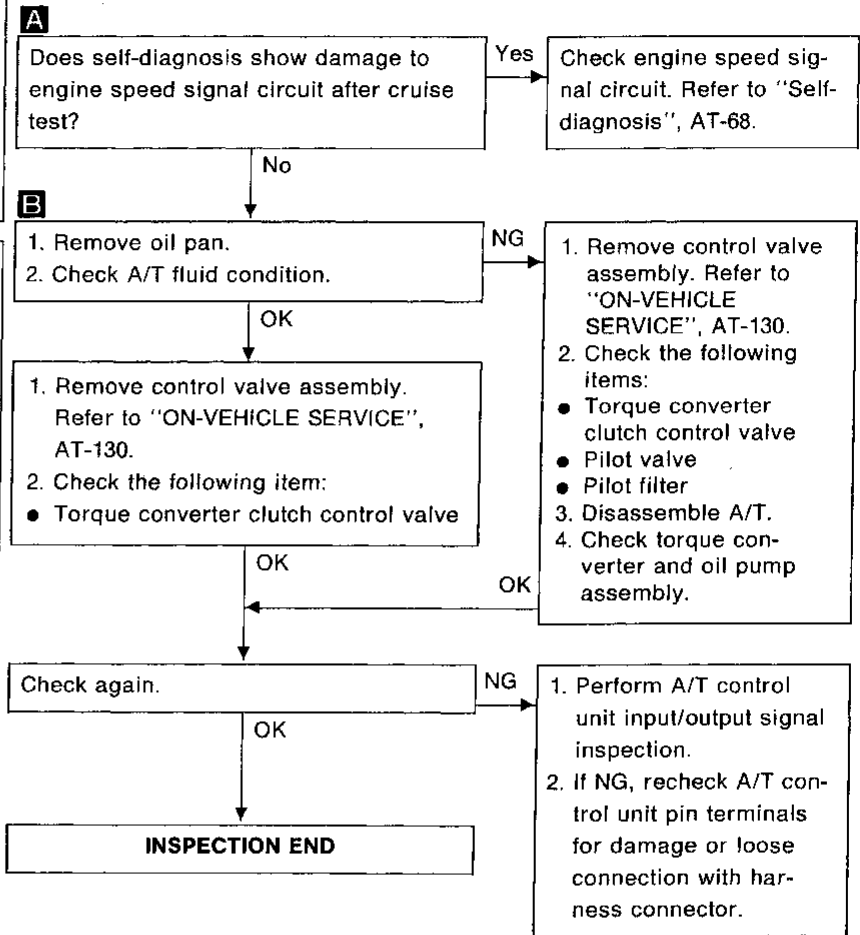 A
Does self-diagnosis show damage to
engine speed signal circuit after cruise
test?
Yes
Check engine speed sig-
nal circuit. Refer to "Self-
diagnosis", AT-68.
No
B
1. Remove oil pan.
2. Check A/T fluid condition.
NG
1. Remove control valve
assembly. Refer to
"ON-VEHICLE
SERVICE", AT-130.
2. Check the following
items:
● Torque converter
clutch control valve
● Pilot valve
● Pilot filter
3. Disassemble A/T.
4. Check torque con-
verter and oil pump
assembly.
OK
1. Remove control valve assembly.
Refer to "ON-VEHICLE SERVICE",
AT-130.
2. Check the following item:
● Torque converter clutch control valve
OK
OK
Check again.
NG
1. Perform A/T control
unit input/output signal
inspection.
2. If NG, recheck A/T con-
trol unit pin terminals
for damage or loose
connection with har-
ness connector.
OK
INSPECTION END